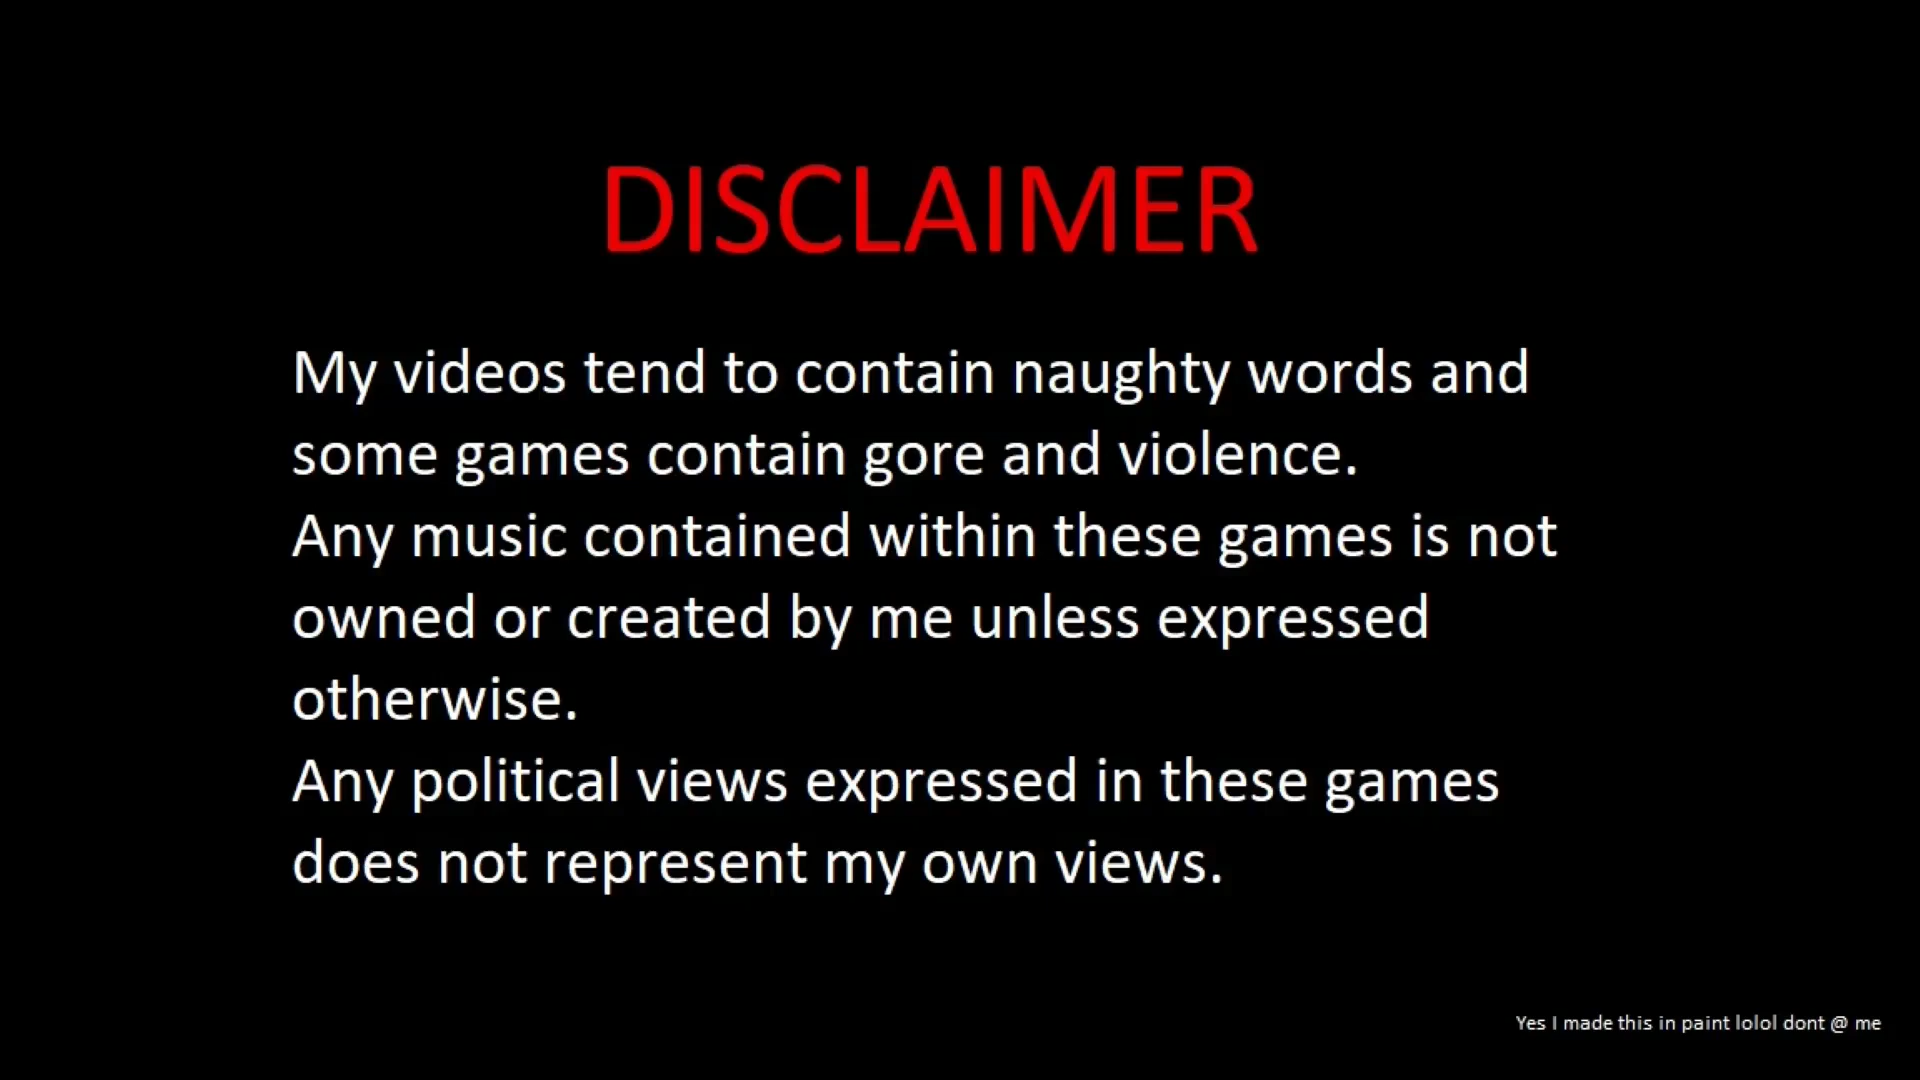 DISCLAIMER
My videos tend to contain naughty words and
some games contain gore and violence.
Any music contained within these games is not
owned or created by me unless expressed
otherwise.
Any political views expressed in these games
does not represent my own views.
Yes I made this in paint lolol dont @ me